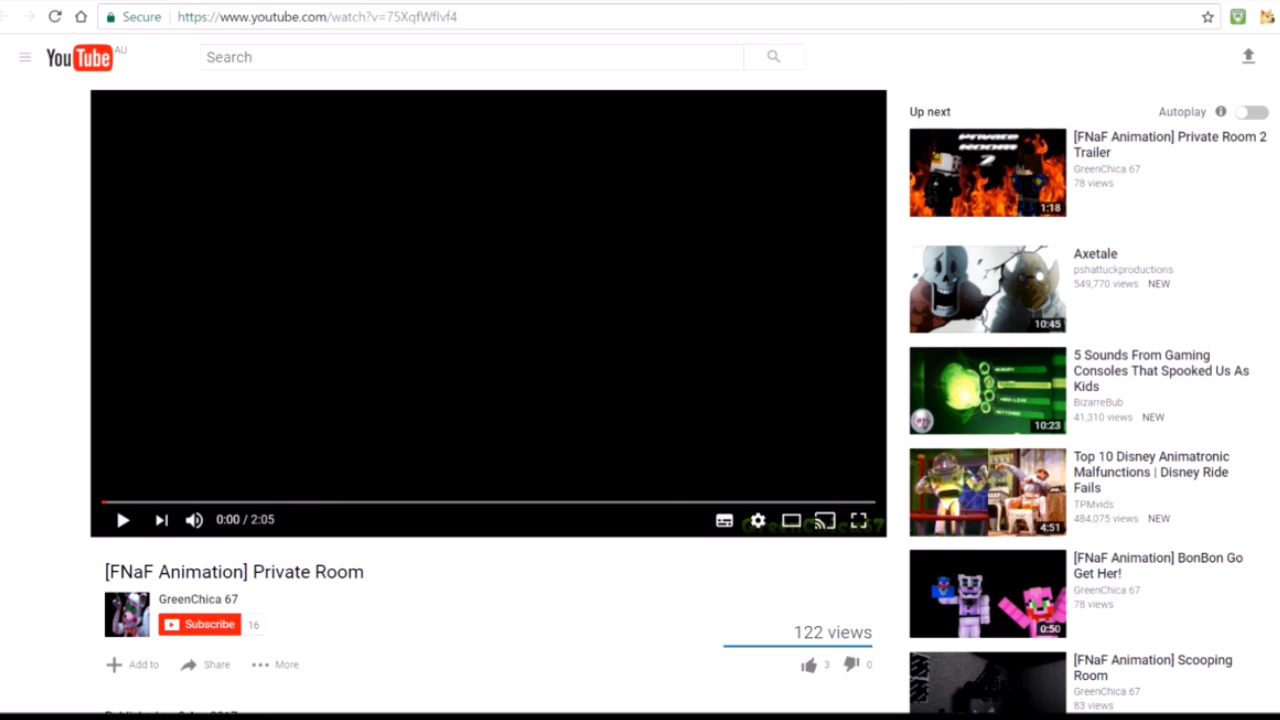 Secure https://www.youtube.com/watch?v=75XqfWflvf4
YouTube AU
Search
Up next
Autoplay
PRIVATE
ROOM
2
1:18
[FNaF Animation] Private Room 2
Trailer
GreenChica 67
78 views
10:45
Axetale
pshattuckproductions
549,770 views NEW
10:23
5 Sounds From Gaming
Consoles That Spooked Us As
Kids
BizarreBub
41,310 views NEW
4:51
Top 10 Disney Animatronic
Malfunctions | Disney Ride
Fails
TPMvids
484,075 views NEW
0:50
[FNaF Animation] BonBon Go
Get Her!
GreenChica 67
78 views
[FNaF Animation] Scooping
Room
GreenChica 67
83 views
0:00 / 2:05
GreenChica 67
[FNaF Animation] Private Room
GreenChica 67
Subscribe 16
122 views
Add to Share More
3 0